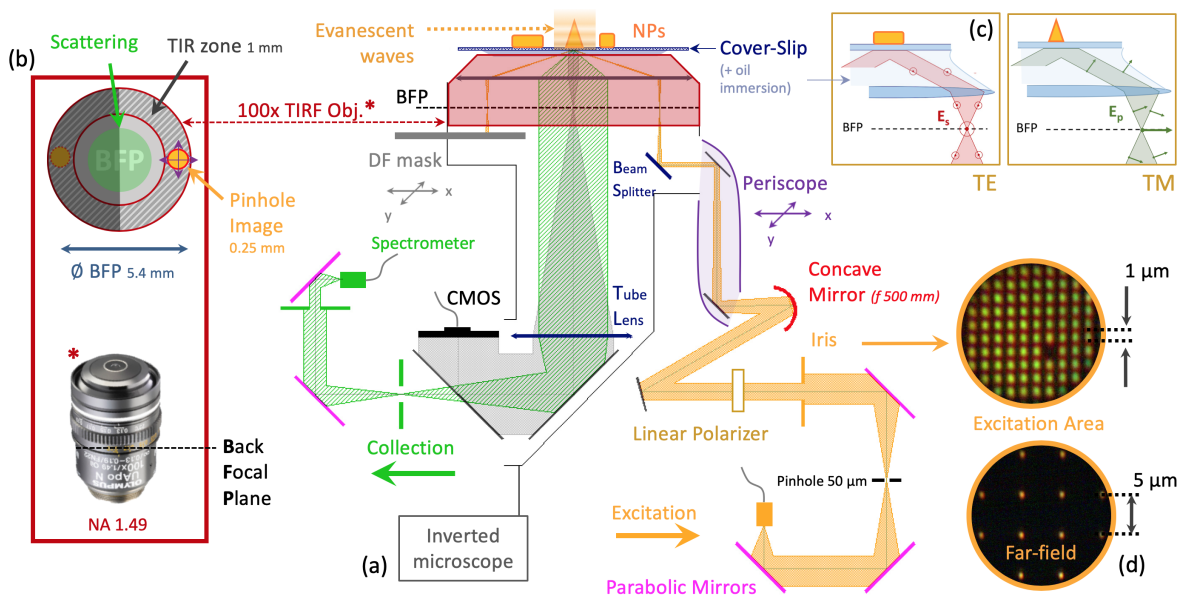 (b)
Scattering
TIR zone 1 mm
BFP
Pinhole
Image
0.25 mm
Ø BFP 5.4 mm
*
Back
Focal
Plane
OLYMPUS
UApo N
NA 1.49
Evanescent
waves
NPs
Cover-Slip
(+ oil
immersion)
BFP
100x TIRF Obj.*
DF mask
x
y
Beam
Splitter
Periscope
x
y
Spectrometer
CMOS
Tube
Lens
Concave
Mirror (f 500 mm)
Iris
Linear Polarizer
Collection
Pinhole 50 µm
Excitation
Inverted
microscope
(a)
Parabolic Mirrors
(c)
BFP
Es
TE
BFP
Ep
TM
1 µm
Excitation Area
5 µm
Far-field
(d)